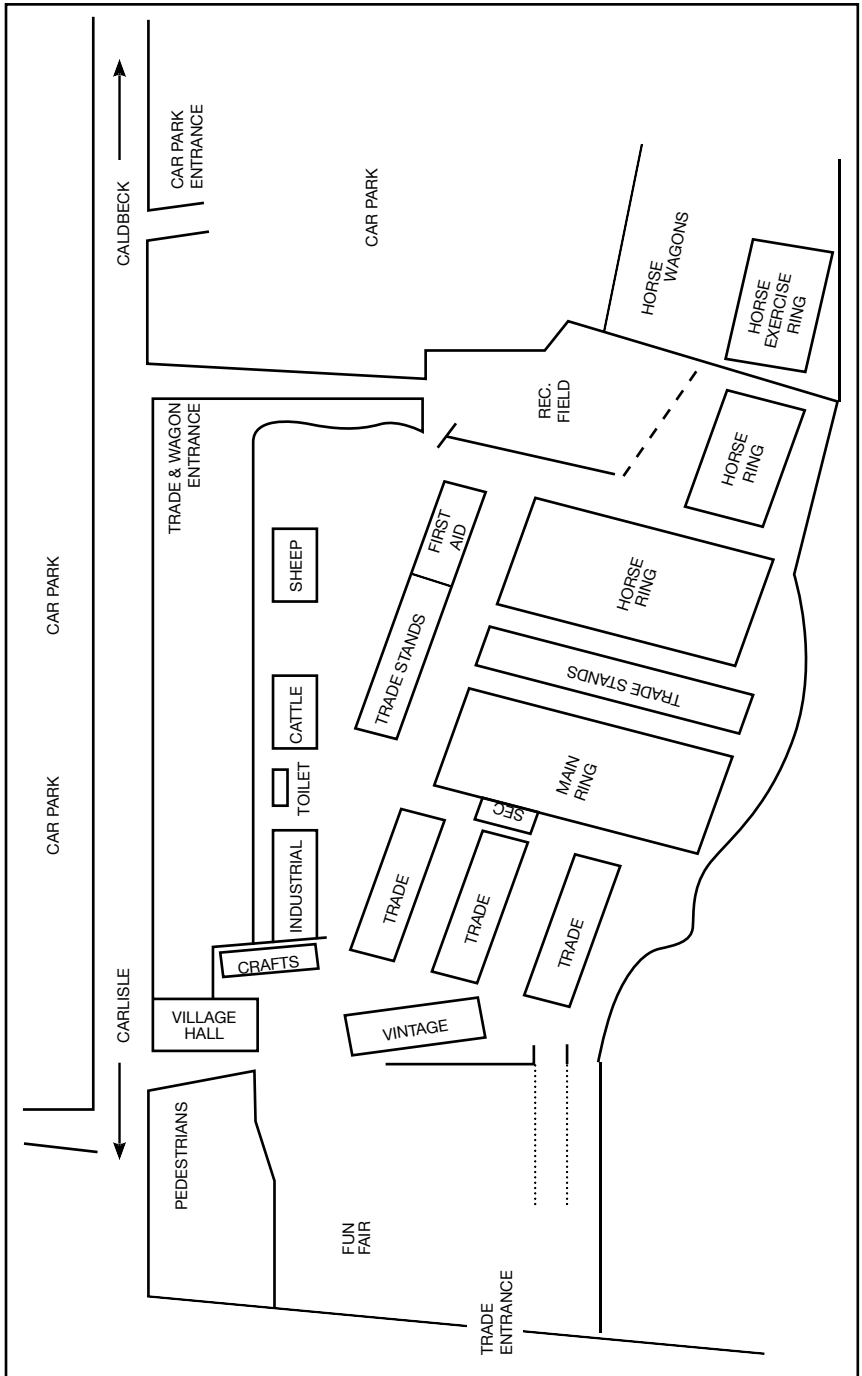 CAR PARK
CAR PARK
CARLISLE
CALDBECK
PEDESTRIANS
VILLAGE
HALL
TRADE & WAGON
ENTRANCE
CAR PARK
ENTRANCE
CRAFTS
INDUSTRIAL
TOILET
CATTLE
SHEEP
CAR PARK
FUN
FAIR
VINTAGE
TRADE
TRADE STANDS
FIRST
AID
TRADE
SEC
REC.
FIELD
TRADE
ENTRANCE
TRADE
MAIN
RING
TRADE STANDS
HORSE
RING
HORSE
WAGONS
HORSE
RING
HORSE
EXERCISE
RING